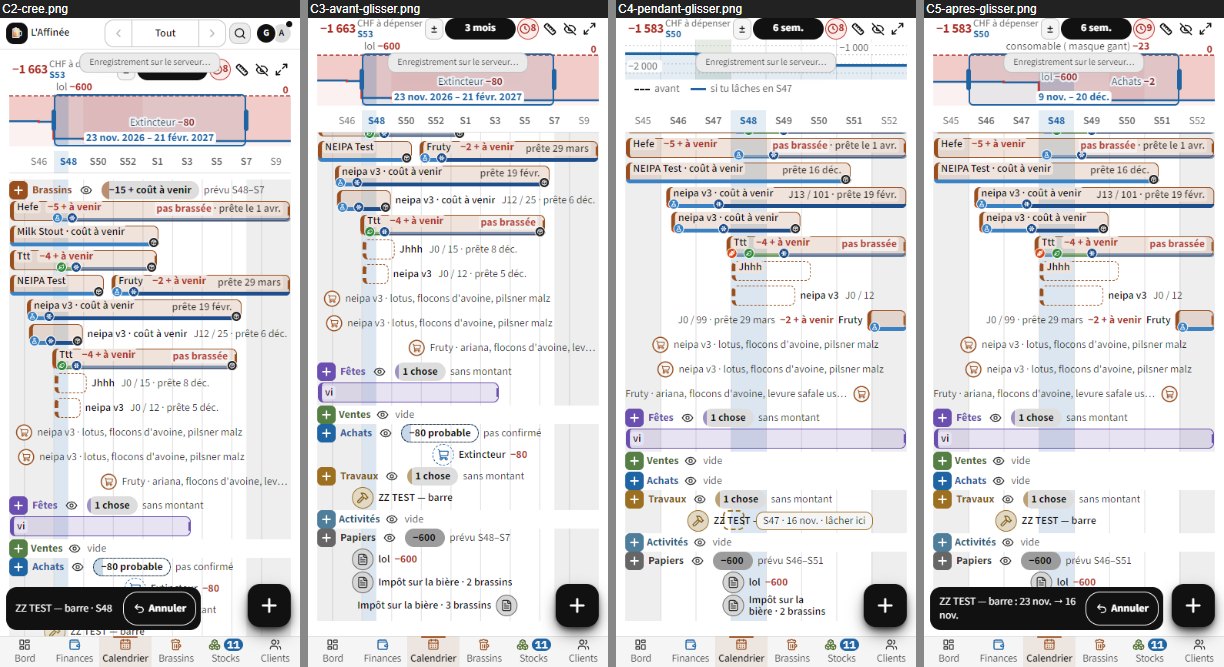 C2-cree.png
L'Affinée
Tout
G
A
−1 663
CHF à d
S53
Enregistrement sur le serveur…
8
lol −600
0
Extincteur −80
23 nov. 2026 – 21 févr. 2027
S46 S48 S50 S52 S1 S3 S5 S7 S9
Brassins
−15 + coût à venir
prévu S48–S7
Hefe −5 + à venir
pas brassée · prête le 1 avr.
Milk Stout · coût à venir
Ttt −4 + à venir
NEIPA Test
Fruty −2 + à venir
prête 29 mars
neipa v3 · coût à venir
prête 19 févr.
neipa v3 · coût à venir J12 / 25 · prête 6 déc.
Ttt −4 + à venir
pas brassée
Jhhh J0 / 15 · prête 8 déc.
neipa v3 J0 / 12 · prête 5 déc.
neipa v3 · lotus, flocons d'avoine, pilsner malz
neipa v3 · lotus, flocons d'avoine, pilsner malz
Fruty · ariana, flocons d'avoine, lev…
Fêtes
1 chose
sans montant
vi
Ventes
vide
Achats
−80 probable
pas confirmé
−80
ZZ TEST — barre · S48
Annuler
Bord Finances Calendrier Brassins Stocks 11 Clients
C3-avant-glisser.png
−1 663
CHF à dépenser
S53
±
3 mois
8
lol −600
Enregistrement sur le serveur…
0
Extincteur −80
23 nov. 2026 – 21 févr. 2027
S46 S48 S50 S52 S1 S3 S5 S7 S9
NEIPA Test
Fruty −2 + à venir
prête 29 mars
neipa v3 · coût à venir
prête 19 févr.
neipa v3 · coût à venir J12 / 25 · prête 6 déc.
Ttt −4 + à venir
pas brassée
Jhhh J0 / 15 · prête 8 déc.
neipa v3 J0 / 12 · prête 5 déc.
neipa v3 · lotus, flocons d'avoine, pilsner malz
neipa v3 · lotus, flocons d'avoine, pilsner malz
Fruty · ariana, flocons d'avoine, lev…
Fêtes
1 chose
sans montant
vi
Ventes
vide
Achats
−80 probable
pas confirmé
Extincteur −80
Travaux
1 chose
sans montant
ZZ TEST — barre
Activités
vide
Papiers
−600
prévu S48–S7
lol −600
Impôt sur la bière · 2 brassins
Impôt sur la bière · 3 brassins
Bord Finances Calendrier Brassins Stocks 11 Clients
C4-pendant-glisser.png
−1 583
CHF à dépenser
S50
±
6 sem.
8
−1 000
Enregistrement sur le serveur…
−2 000
avant
si tu lâches en S47
S45 S46 S47 S48 S49 S50 S51 S52
Hefe −5 + à venir
pas brassée · prête le 1 avr.
NEIPA Test · coût à venir
prête 16 déc.
neipa v3 · coût à venir
J13 / 101 · prête 19 févr.
neipa v3 · coût à venir
Ttt −4 + à venir
pas brassée
Jhhh
neipa v3 J0 / 12
J0 / 99 · prête 29 mars −2 + à venir Fruty
neipa v3 · lotus, flocons d'avoine, pilsner malz
neipa v3 · lotus, flocons d'avoine, pilsner malz
Fruty · ariana, flocons d'avoine, levure safale us…
Fêtes
1 chose
sans montant
vi
Ventes
vide
Achats
vide
Travaux
1 chose
sans montant
ZZ TEST
S47 · 16 nov. · lâcher ici
Activités
vide
Papiers
−600
prévu S46–S51
lol −600
Impôt sur la
bière · 2 brassins
Bord Finances Calendrier Brassins Stocks 11 Clients
C5-apres-glisser.png
−1 583
CHF à dépenser
S50
±
6 sem.
9
consomable ( masque gant) −23
Enregistrement sur le serveur…
0
lol −600
Achats −2
9 nov. – 20 déc.
S45 S46 S47 S48 S49 S50 S51 S52
Hefe −5 + à venir
pas brassée · prête le 1 avr.
NEIPA Test · coût à venir
prête 16 déc.
neipa v3 · coût à venir
J13 / 101 · prête 19 févr.
neipa v3 · coût à venir
Ttt −4 + à venir
pas brassée
Jhhh
neipa v3 J0 / 12
J0 / 99 · prête 29 mars −2 + à venir Fruty
neipa v3 · lotus, flocons d'avoine, pilsner malz
neipa v3 · lotus, flocons d'avoine, pilsner malz
Fruty · ariana, flocons d'avoine, levure safale us…
Fêtes
1 chose
sans montant
vi
Ventes
vide
Achats
vide
Travaux
1 chose
sans montant
ZZ TEST — barre
Activités
vide
Papiers
−600
prévu S46–S51
lol −600
ZZ TEST — barre : 23 nov. → 16
nov.
Annuler
Bord Finances Calendrier Brassins Stocks 11 Clients